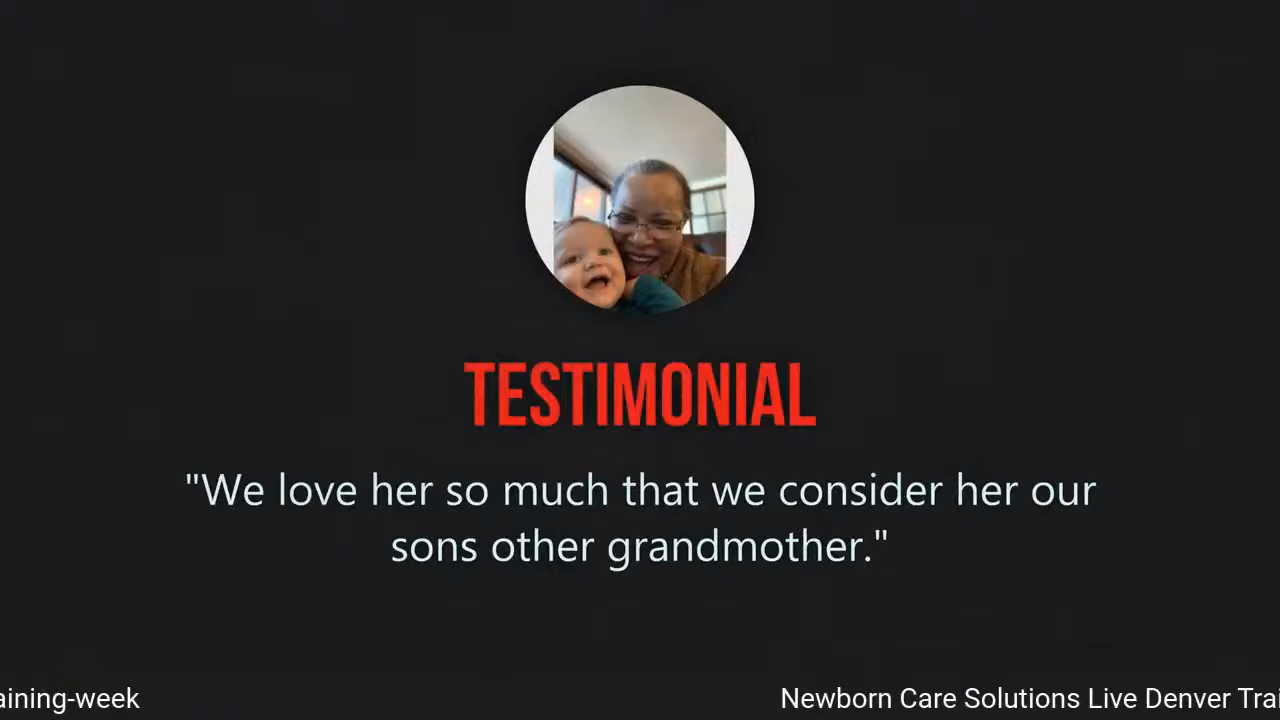 TESTIMONIAL
"We love her so much that we consider her our
sons other grandmother."
aining-week
Newborn Care Solutions Live Denver Trai